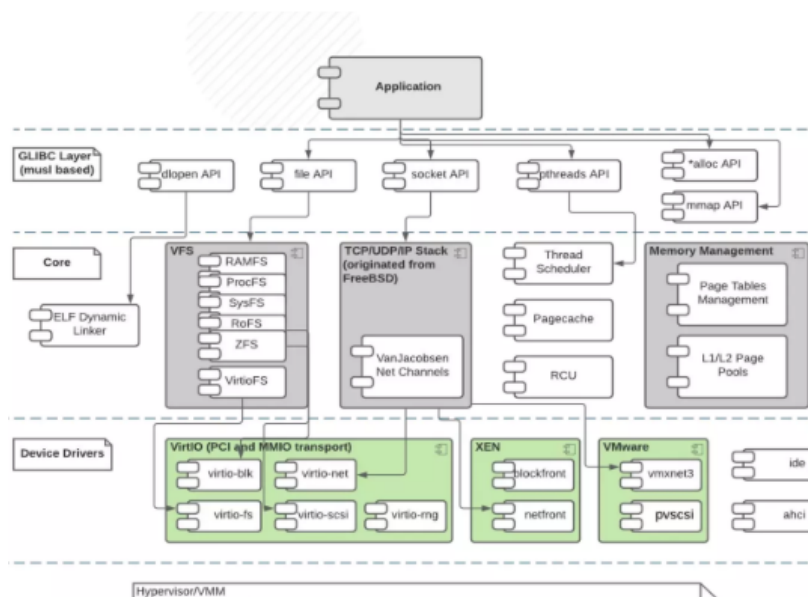 Application
GLIBC Layer
(musl based)
dlopen API
file API
socket API
pthreads API
*alloc API
mmap API
Core
VFS
RAMFS
ProcFS
SysFS
RoFS
ZFS
VirtioFS
TCP/UDP/IP Stack
(originated from
FreeBSD)
VanJacobsen
Net Channels
Thread
Scheduler
Pagecache
RCU
Memory Management
Page Tables
Management
L1/L2 Page
Pools
ELF Dynamic
Linker
Device Drivers
VirtIO (PCI and MMIO transport)
virtio-blk
virtio-net
virtio-fs
virtio-scsi
virtio-rng
XEN
blockfront
netfront
VMware
vmxnet3
pvscsi
ide
ahci
Hypervisor/VMM